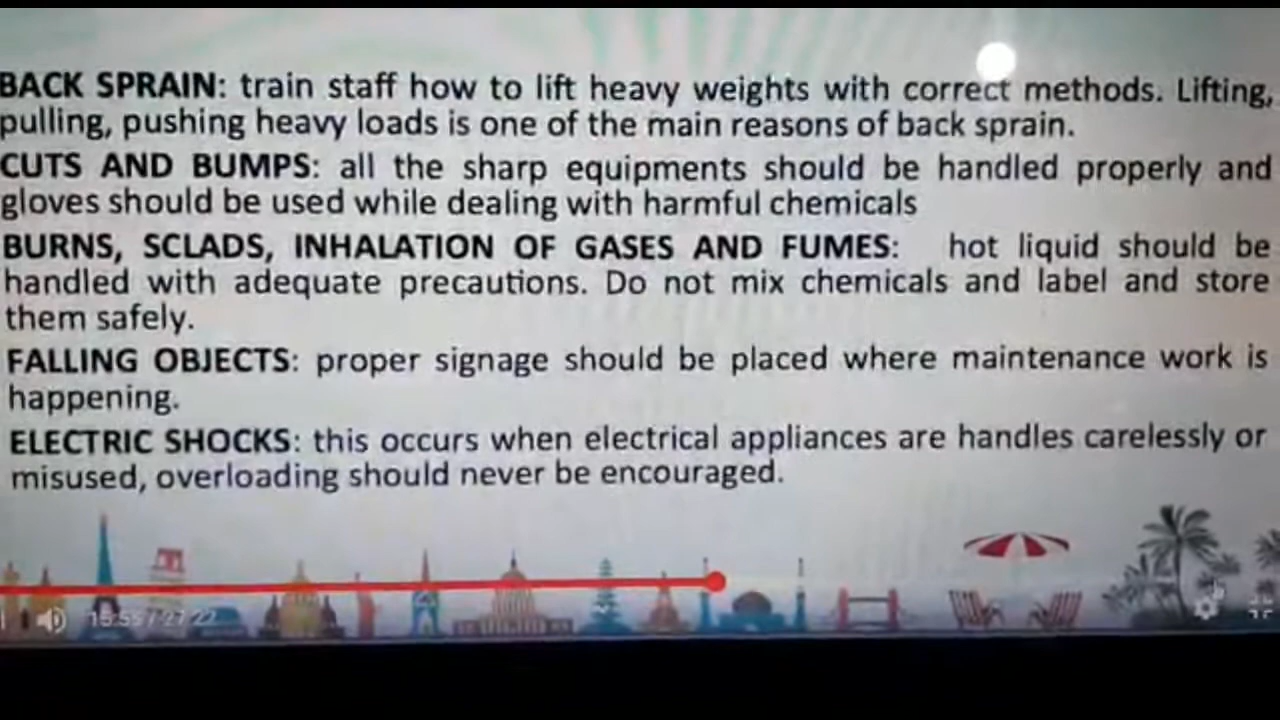 BACK SPRAIN: train staff how to lift heavy weights with correct methods. Lifting,
pulling, pushing heavy loads is one of the main reasons of back sprain.
CUTS AND BUMPS: all the sharp equipments should be handled properly and
gloves should be used while dealing with harmful chemicals
BURNS, SCLADS, INHALATION OF GASES AND FUMES: hot liquid should be
handled with adequate precautions. Do not mix chemicals and label and store
them safely.
FALLING OBJECTS: proper signage should be placed where maintenance work is
happening.
ELECTRIC SHOCKS: this occurs when electrical appliances are handles carelessly or
misused, overloading should never be encouraged.
15:55 / 27:22